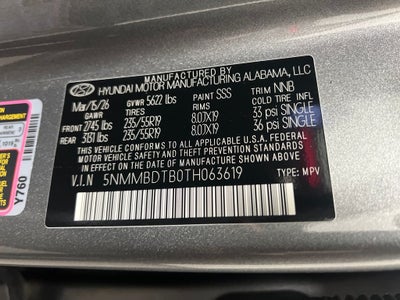 MANUFACTURED BY
HYUNDAI MOTOR MANUFACTURING ALABAMA, LLC
Mar/15/26 GVWR 5622 lbs PAINT SSS TRIM NNB
GAWR TIRES RIMS COLD TIRE INFL
FRONT 2745 lbs 235/55R19 8.0JX19 33 psi SINGLE
REAR 3131 lbs 235/55R19 8.0JX19 36 psi SINGLE
THIS VEHICLE CONFORMS TO ALL APPLICABLE U.S.A. FEDERAL
MOTOR VEHICLE SAFETY, BUMPER, AND THEFT PREVENTION
STANDARDS IN EFFECT ON THE DATE OF MANUFACTURE SHOWN ABOVE
V.I.N 5NMMBDTB0TH063619 TYPE: MPV
Y760